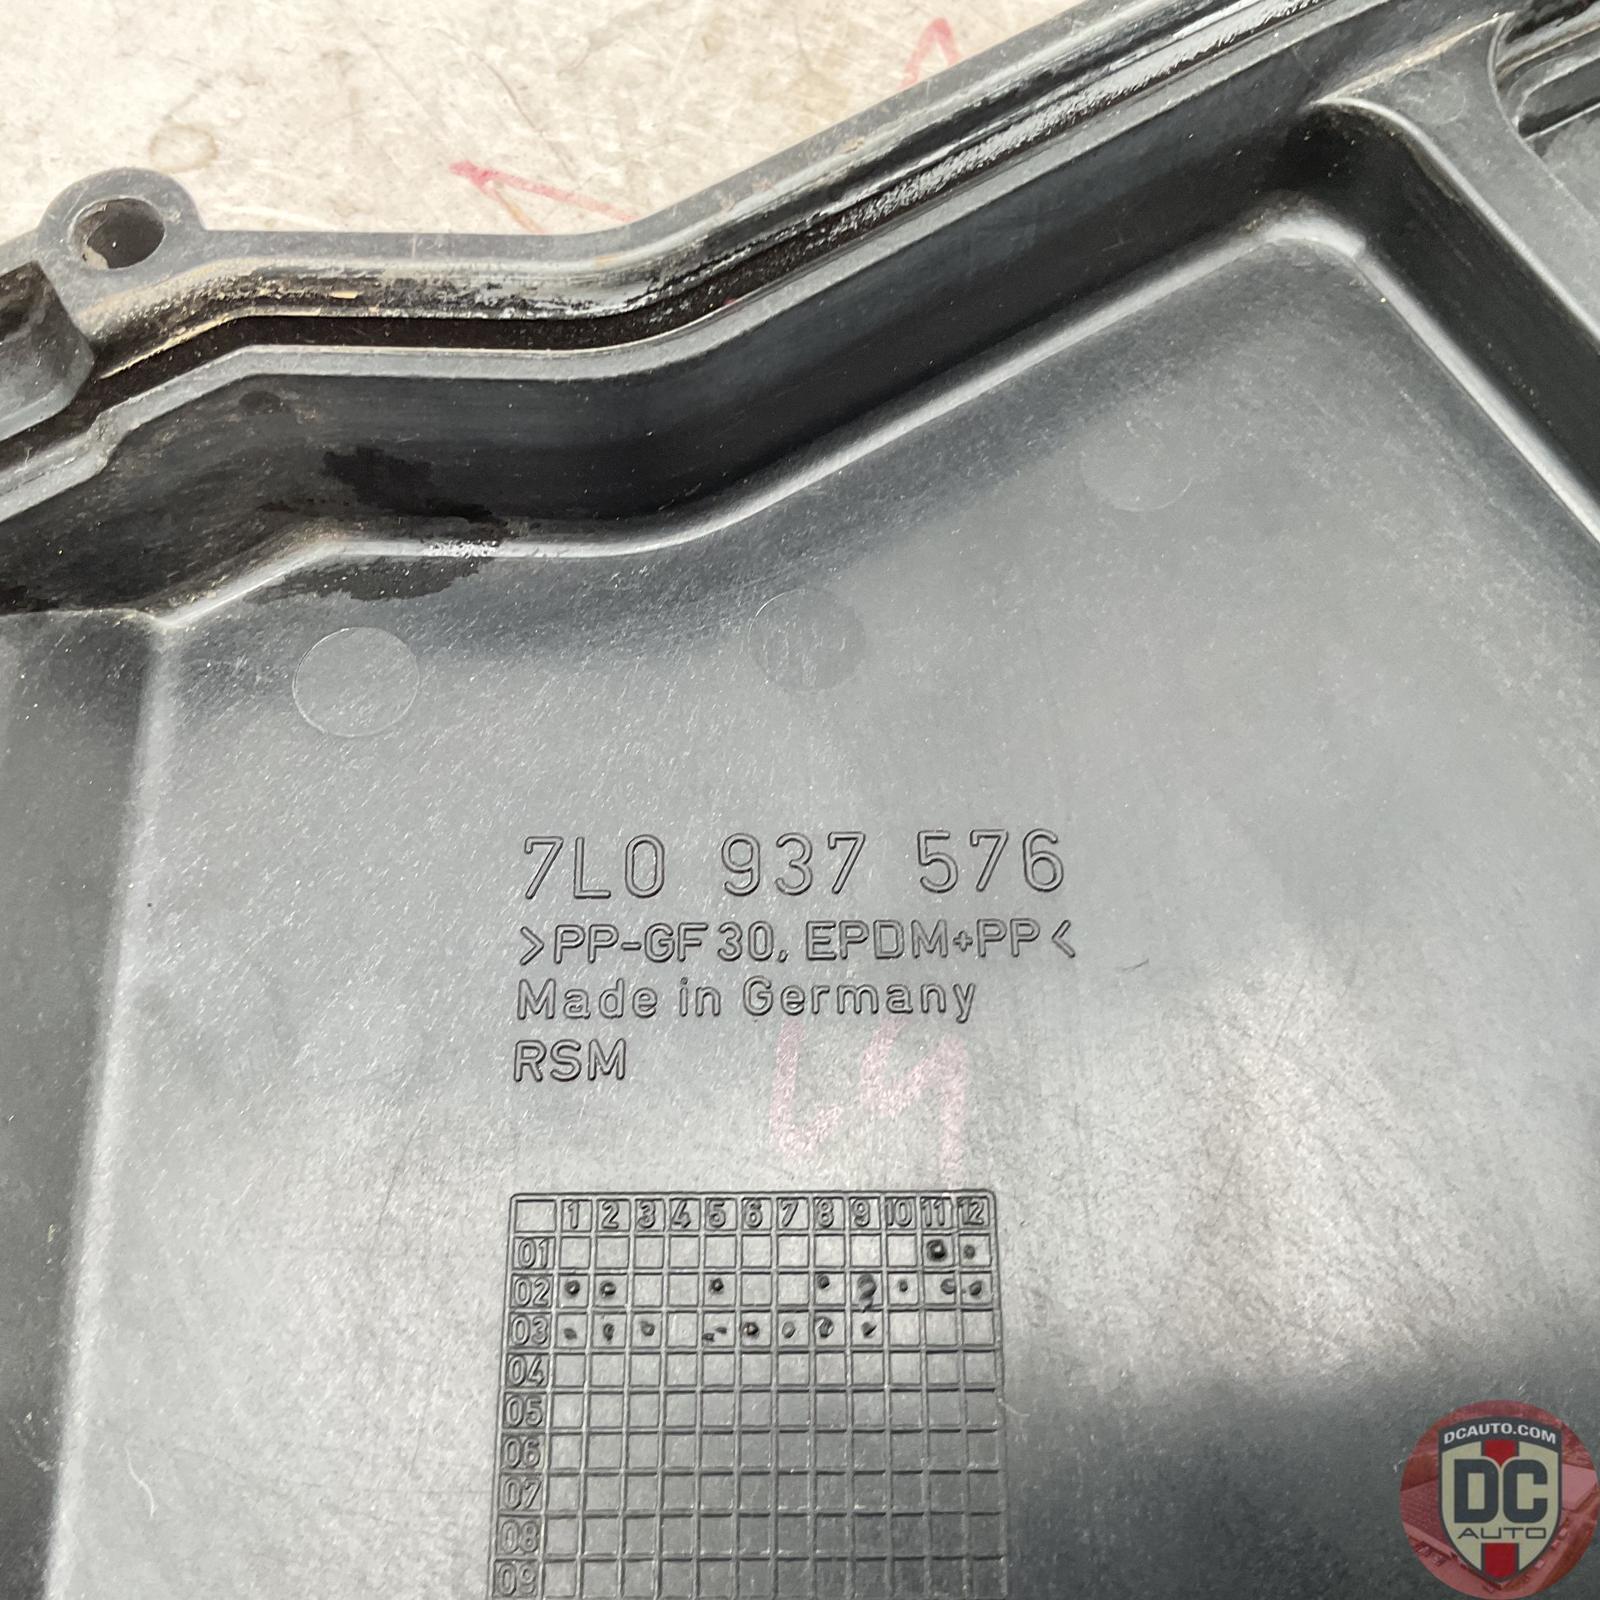 7L0 937 576
>PP-GF30, EPDM+PP<
Made in Germany
RSM
1 2 3 4 5 6 7 8 9 10 11 12
01
02
03
04
05
06
07
08
09
DCAUTO.COM
DC
AUTO